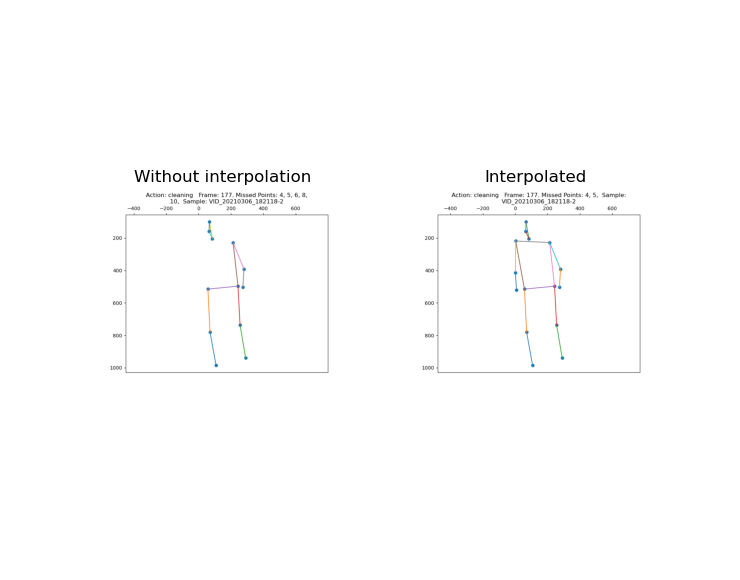 Without interpolation
Action: cleaning   Frame: 177. Missed Points: 4, 5, 6, 8,
10,  Sample: VID_20210306_182118-2
−400 −200 0 200 400 600
200
400
600
800
1000
Interpolated
Action: cleaning   Frame: 177. Missed Points: 4, 5,  Sample:
VID_20210306_182118-2
−400 −200 0 200 400 600
200
400
600
800
1000